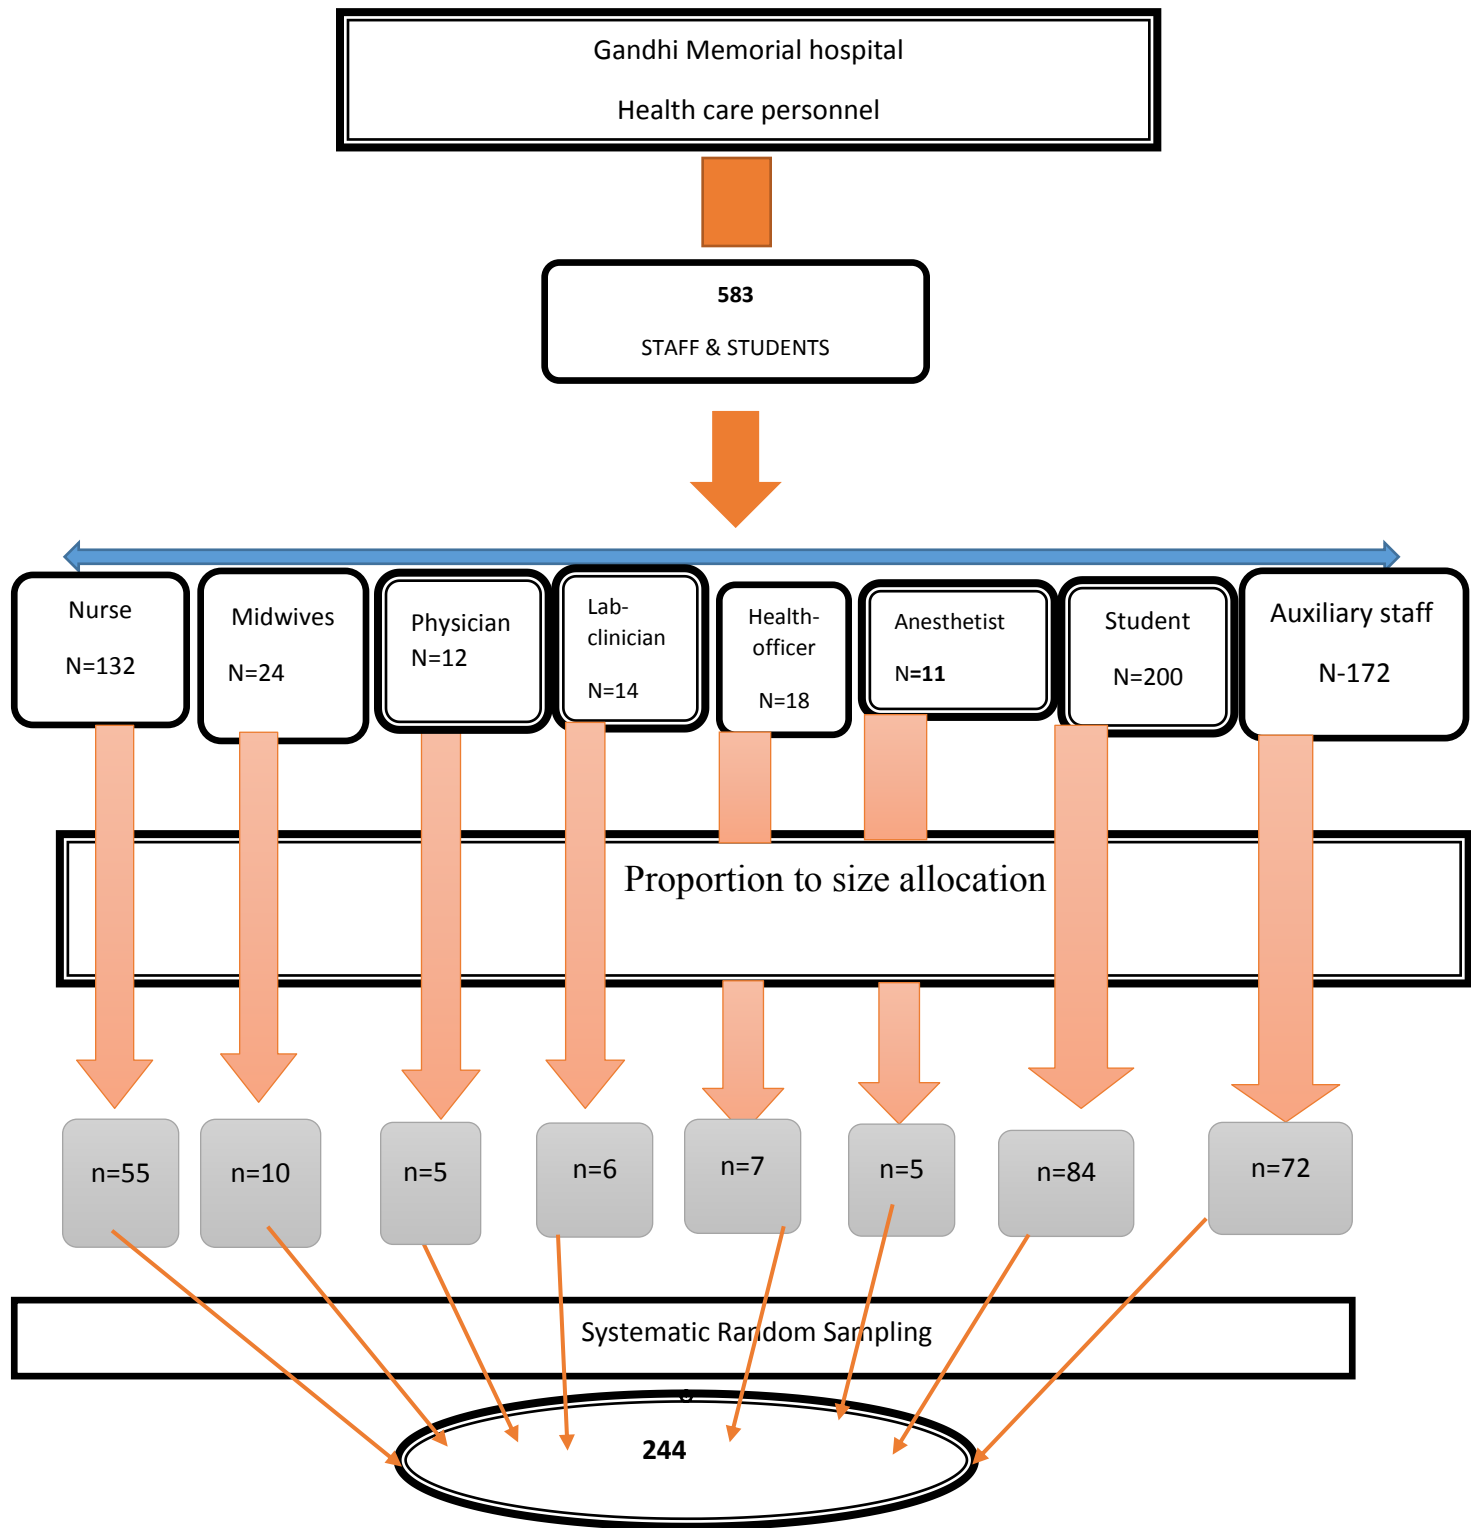 Gandhi Memorial hospital
Health care personnel
583
STAFF & STUDENTS
Nurse
N=132
Midwives
N=24
Physician
N=12
Lab-
clinician
N=14
Health-
officer
N=18
Anesthetist
N=11
Student
N=200
Auxiliary staff
N-172
Proportion to size allocation
n=55
n=10
n=5
n=6
n=7
n=5
n=84
n=72
Systematic Random Sampling
244